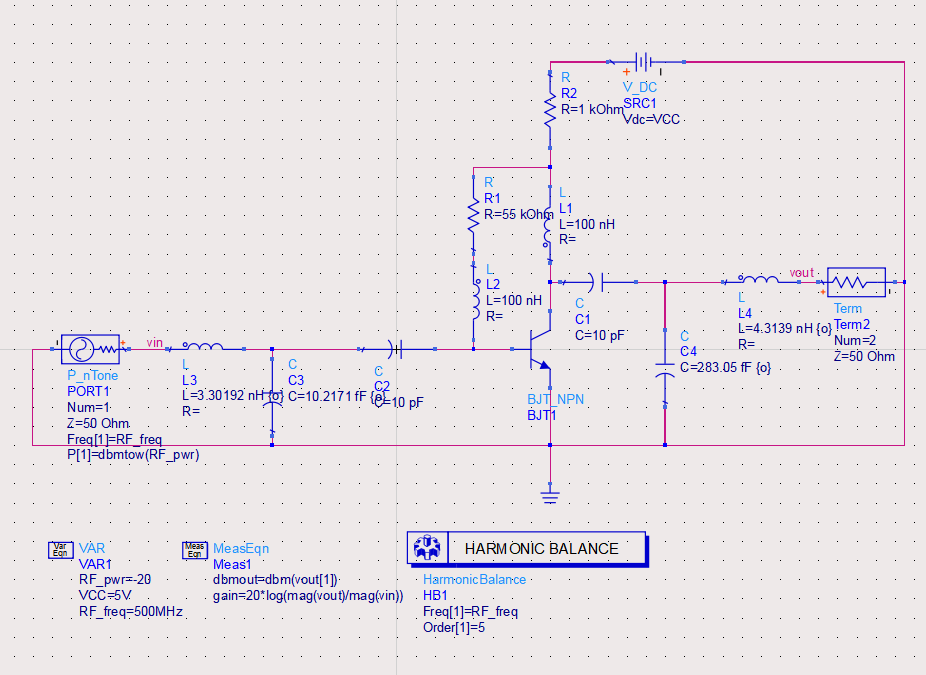 R
R2
R=1 kOhm
+
V_DC
SRC1
Vdc=VCC
R
R1
R=55 kOhm
L
L1
L=100 nH
R=
L
L2
L=100 nH
R=
C
C1
C=10 pF
vout
L
L4
L=4.3139 nH {o}
R=
+
Term
Term2
Num=2
Z=50 Ohm
C
C4
C=283.05 fF {o}
vin
+
P_nTone
PORT1
Num=1
Z=50 Ohm
Freq[1]=RF_freq
P[1]=dbmtow(RF_pwr)
L
L3
L=3.30192 nH {o}
R=
C
C3
C=10.2171 fF {o}
C
C2
C=10 pF
BJT_NPN
BJT1
Var
Eqn
VAR
VAR1
RF_pwr=-20
VCC=5V
RF_freq=500MHz
Meas
Eqn
MeasEqn
Meas1
dbmout=dbm(vout[1])
gain=20*log(mag(vout)/mag(vin))
HARMONIC BALANCE
HarmonicBalance
HB1
Freq[1]=RF_freq
Order[1]=5